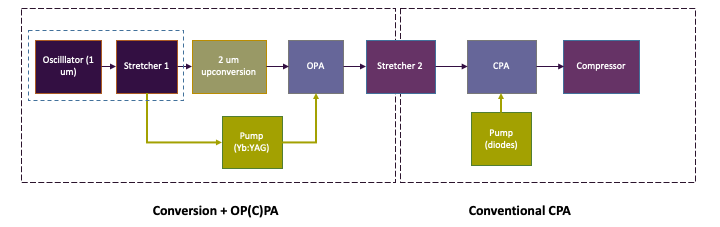 Oscilllator (1
um)
Stretcher 1
2 um
upconversion
OPA
Stretcher 2
CPA
Compressor
Pump
(Yb:YAG)
Pump
(diodes)
Conversion + OP(C)PA
Conventional CPA